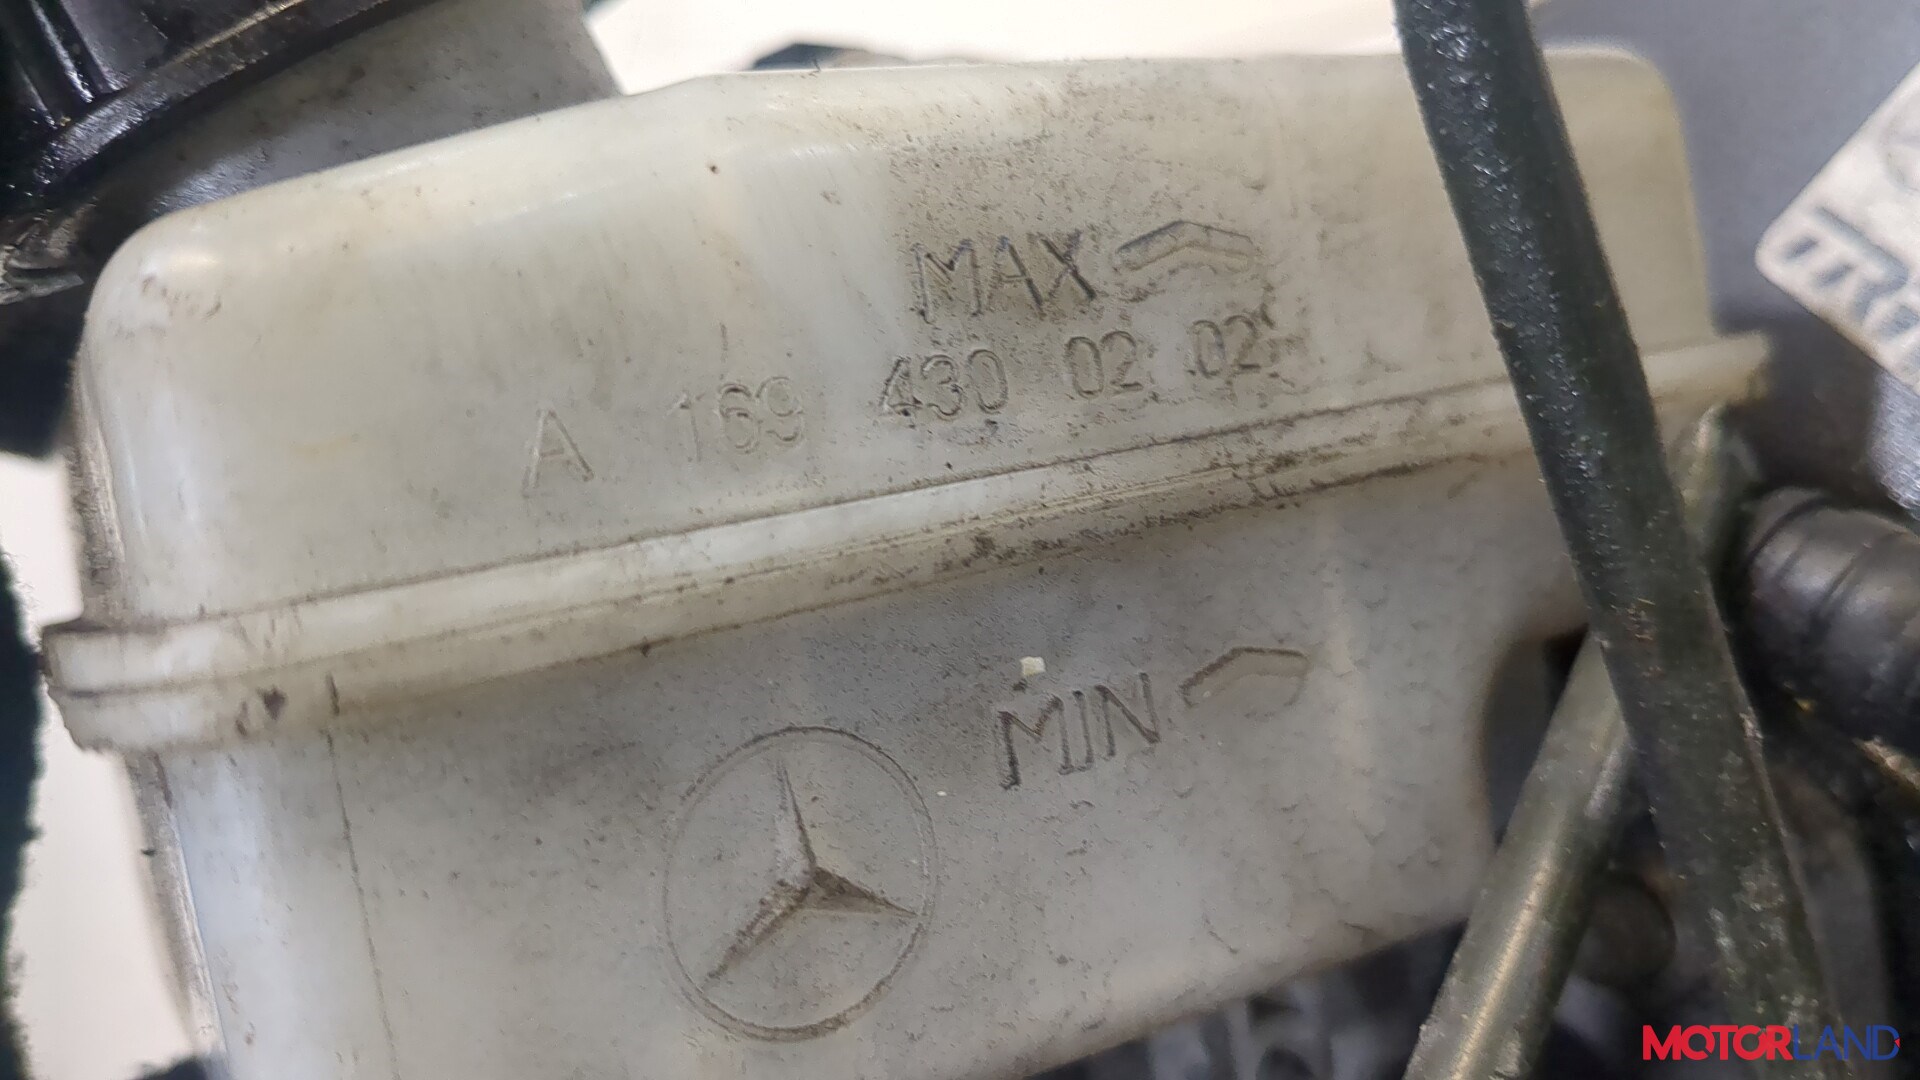 MAX
A 169 430 02 02
MIN
MOTORLAND